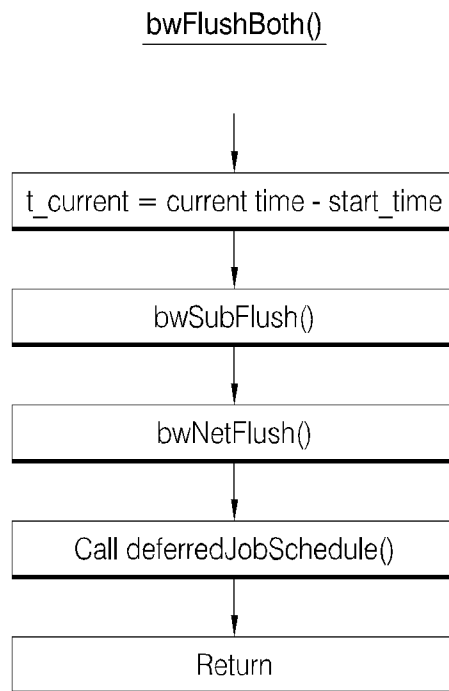 bwFlushBoth()
t_current = current time - start_time
bwSubFlush()
bwNetFlush()
Call deferredJobSchedule()
Return